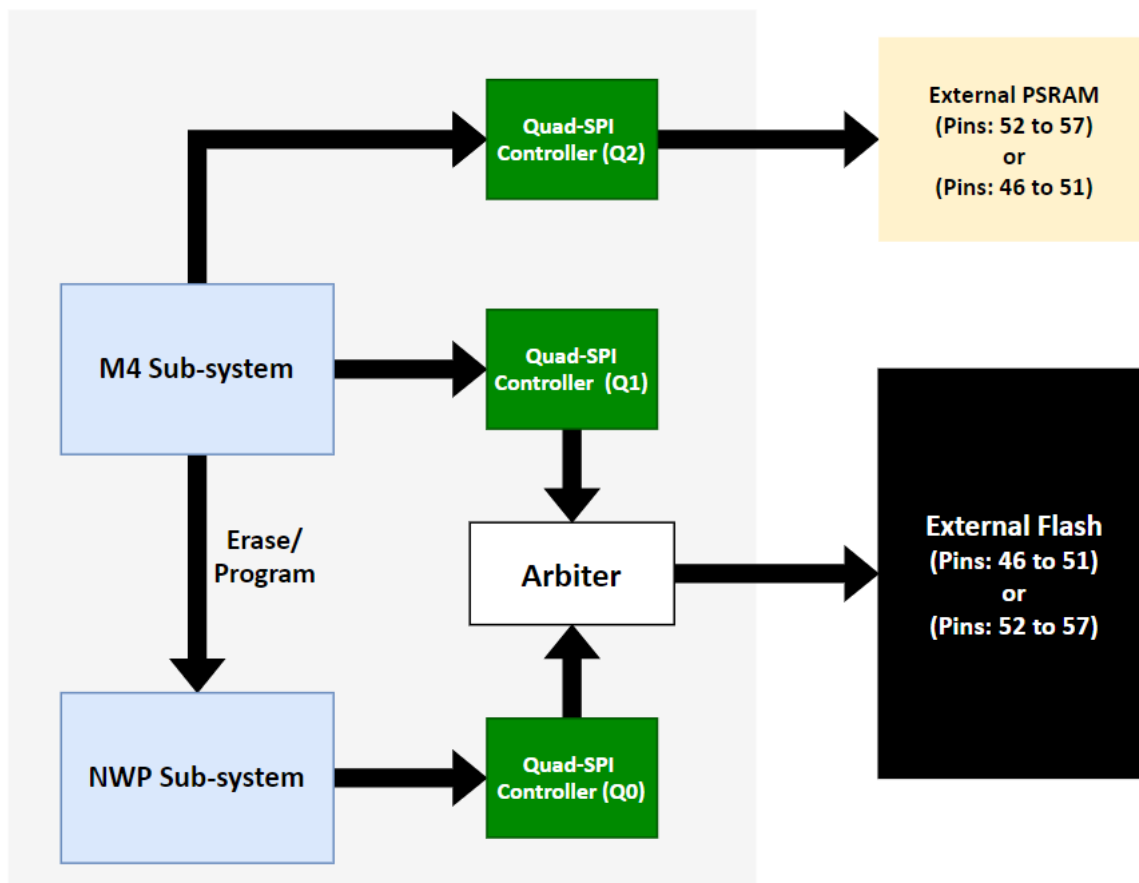 Quad-SPI
Controller (Q2)
External PSRAM
(Pins: 52 to 57)
or
(Pins: 46 to 51)
M4 Sub-system
Quad-SPI
Controller (Q1)
Erase/
Program
Arbiter
External Flash
(Pins: 46 to 51)
or
(Pins: 52 to 57)
NWP Sub-system
Quad-SPI
Controller (Q0)